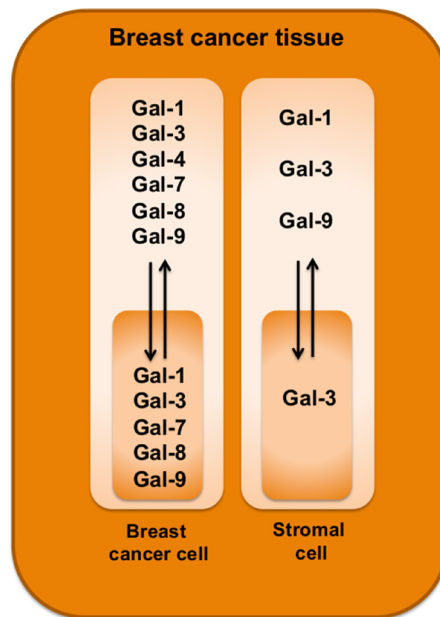 Breast cancer tissue
Gal-1
Gal-3
Gal-4
Gal-7
Gal-8
Gal-9
Gal-1
Gal-3
Gal-7
Gal-8
Gal-9
Breast
cancer cell
Gal-1
Gal-3
Gal-9
Gal-3
Stromal
cell